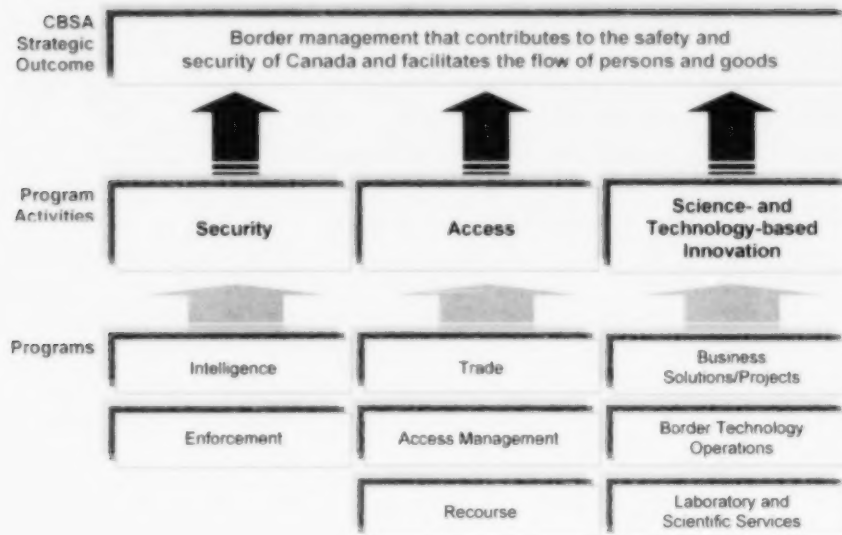 CBSA
Strategic
Outcome
Border management that contributes to the safety and
security of Canada and facilitates the flow of persons and goods
Program
Activities
Security
Access
Science- and
Technology-based
Innovation
Programs
Intelligence
Trade
Business
Solutions/Projects
Enforcement
Access Management
Border Technology
Operations
Recourse
Laboratory and
Scientific Services